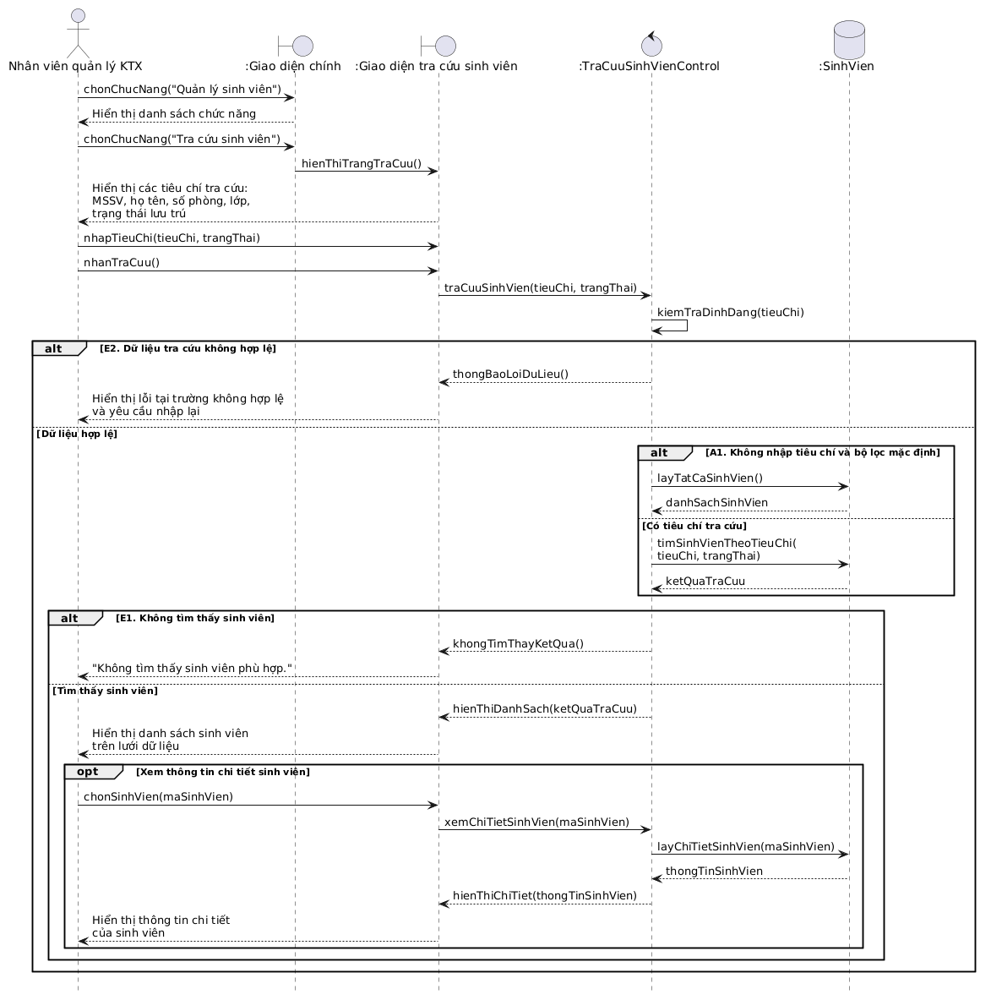 Nhân viên quản lý KTX
:Giao diện chính
:Giao diện tra cứu sinh viên
:TraCuuSinhVienControl
:SinhVien
chonChucNang("Quản lý sinh viên")
Hiển thị danh sách chức năng
chonChucNang("Tra cứu sinh viên")
hienThiTrangTraCuu()
Hiển thị các tiêu chí tra cứu:
MSSV, họ tên, số phòng, lớp,
trạng thái lưu trú
nhapTieuChi(tieuChi, trangThai)
nhanTraCuu()
traCuuSinhVien(tieuChi, trangThai)
kiemTraDinhDang(tieuChi)
alt [E2. Dữ liệu tra cứu không hợp lệ]
thongBaoLoiDuLieu()
Hiển thị lỗi tại trường không hợp lệ
và yêu cầu nhập lại
[Dữ liệu hợp lệ]
alt [A1. Không nhập tiêu chí và bộ lọc mặc định]
layTatCaSinhVien()
danhSachSinhVien
[Có tiêu chí tra cứu]
timSinhVienTheoTieuChi(
tieuChi, trangThai)
ketQuaTraCuu
alt [E1. Không tìm thấy sinh viên]
khongTimThayKetQua()
"Không tìm thấy sinh viên phù hợp."
[Tìm thấy sinh viên]
hienThiDanhSach(ketQuaTraCuu)
Hiển thị danh sách sinh viên
trên lưới dữ liệu
opt [Xem thông tin chi tiết sinh viên]
chonSinhVien(maSinhVien)
xemChiTietSinhVien(maSinhVien)
layChiTietSinhVien(maSinhVien)
thongTinSinhVien
hienThiChiTiet(thongTinSinhVien)
Hiển thị thông tin chi tiết
của sinh viên